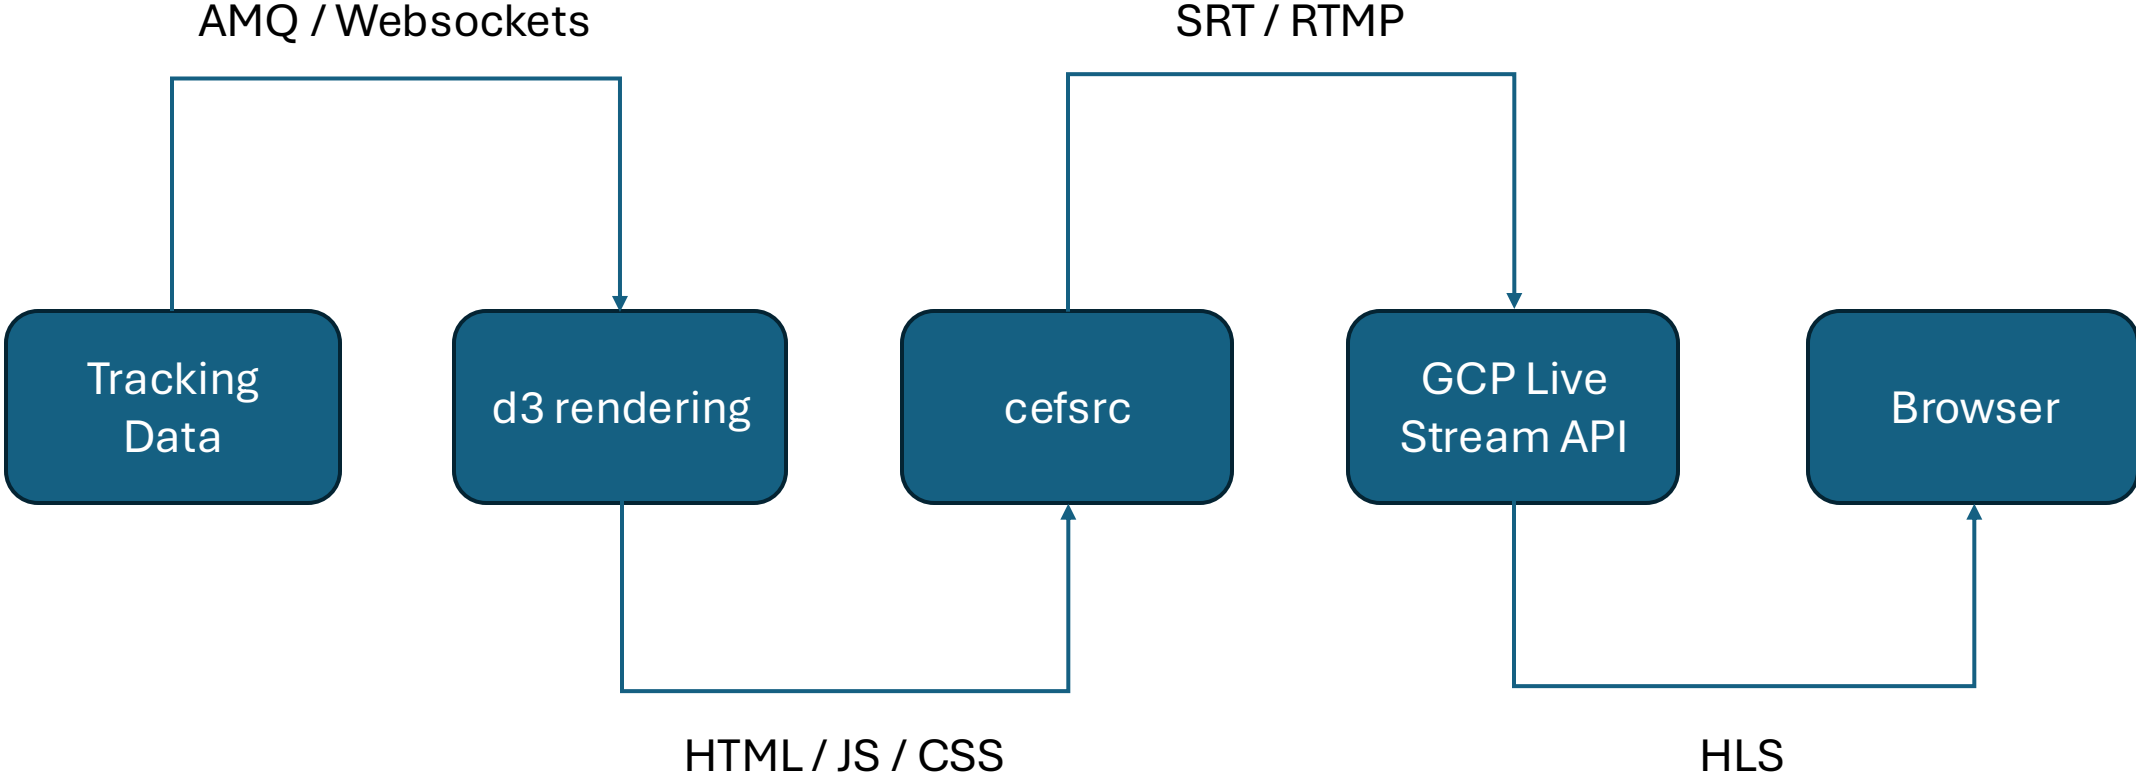 AMQ / Websockets
SRT / RTMP
Tracking
Data
d3 rendering
cefsrc
GCP Live
Stream API
Browser
HTML / JS / CSS
HLS